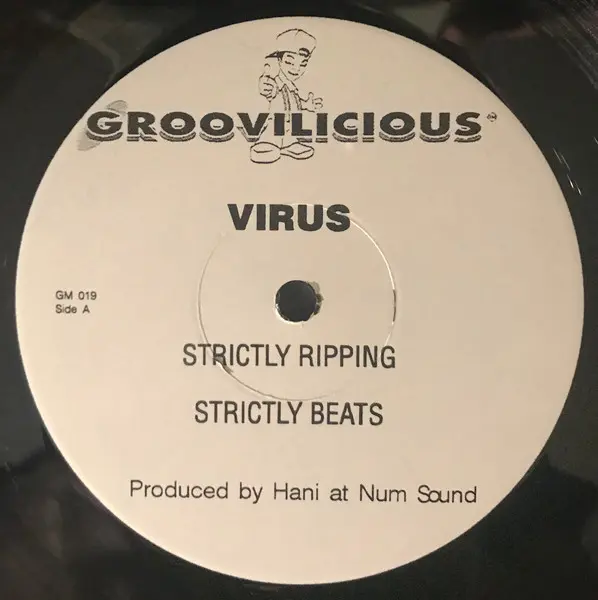 GROOVILICIOUS
VIRUS
GM 019
Side A
STRICTLY RIPPING
STRICTLY BEATS
Produced by Hani at Num Sound